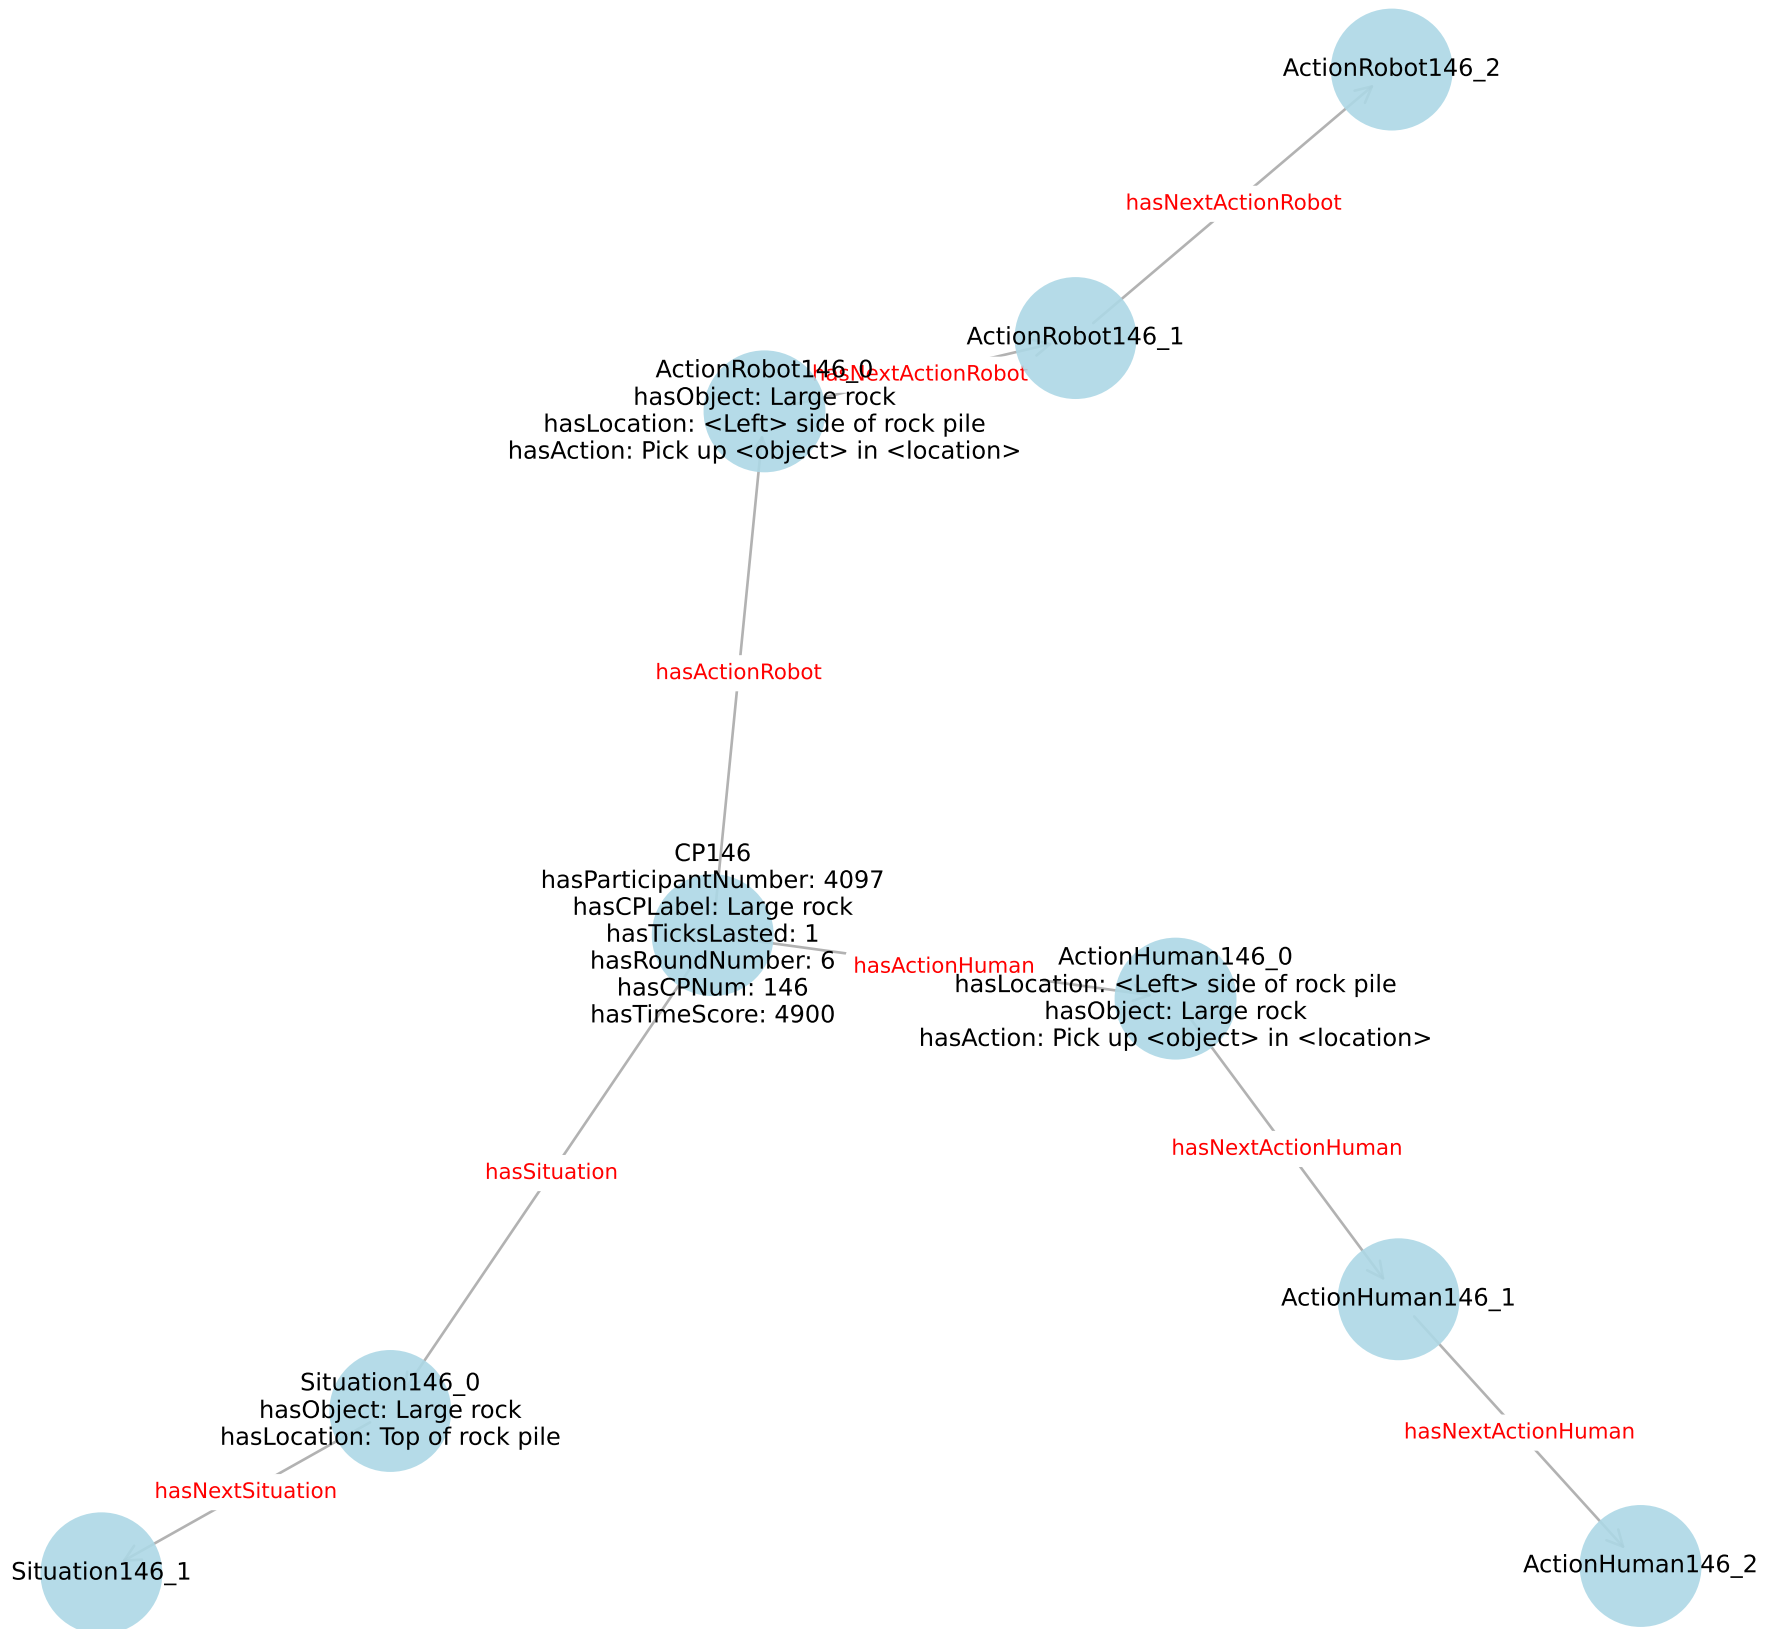 ActionRobot146_2
hasNextActionRobot
ActionRobot146_1
ActionRobot146_0
hasNextActionRobot
hasObject: Large rock
hasLocation: <Left> side of rock pile
hasAction: Pick up <object> in <location>
hasActionRobot
CP146
hasParticipantNumber: 4097
hasCPLabel: Large rock
hasTicksLasted: 1
hasRoundNumber: 6
hasCPNum: 146
hasTimeScore: 4900
hasActionHuman
ActionHuman146_0
hasLocation: <Left> side of rock pile
hasObject: Large rock
hasAction: Pick up <object> in <location>
hasNextActionHuman
hasSituation
ActionHuman146_1
Situation146_0
hasObject: Large rock
hasLocation: Top of rock pile
hasNextActionHuman
hasNextSituation
Situation146_1
ActionHuman146_2